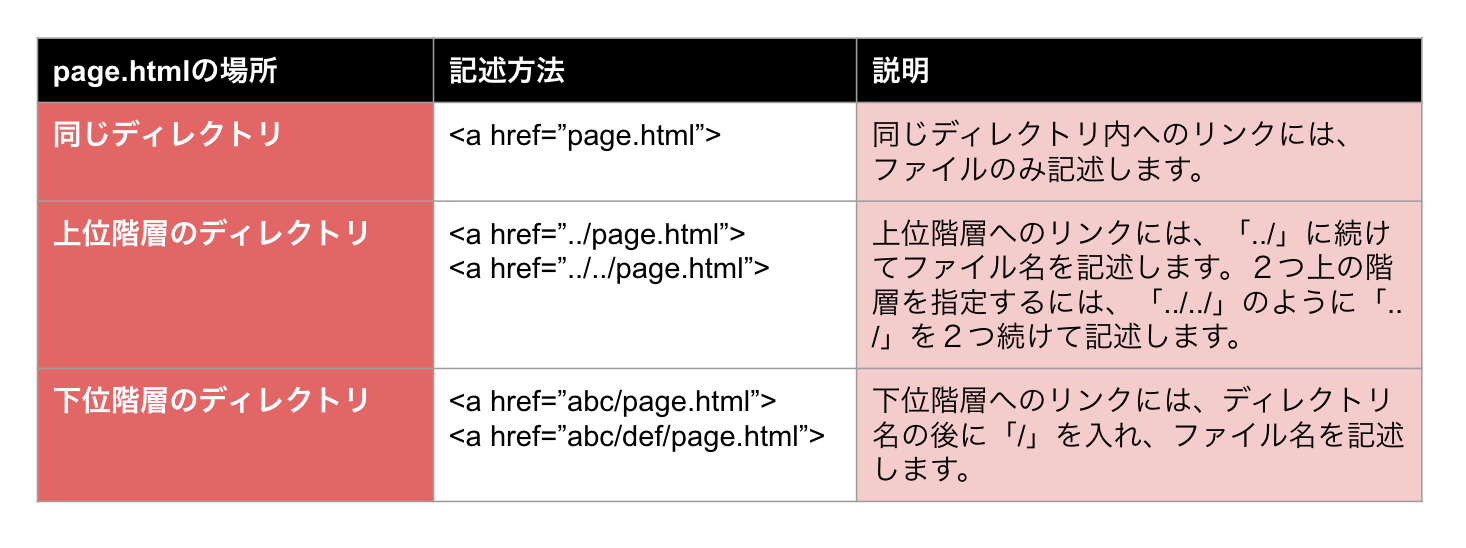 page.htmlの場所
記述方法
説明
同じディレクトリ
<a href=”page.html”>
同じディレクトリ内へのリンクには、
ファイルのみ記述します。
上位階層のディレクトリ
<a href=”../page.html”>
<a href=”../../page.html”>
上位階層へのリンクには、「../」に続け
てファイル名を記述します。２つ上の階
層を指定するには、「../../」のように「..
/」を２つ続けて記述します。
下位階層のディレクトリ
<a href=”abc/page.html”>
<a href=”abc/def/page.html”>
下位階層へのリンクには、ディレクトリ
名の後に「/」を入れ、ファイル名を記述
します。